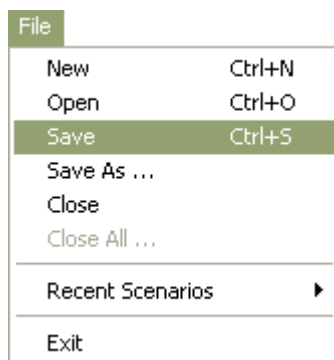 File
New Ctrl+N
Open Ctrl+O
Save Ctrl+S
Save As ...
Close
Close All ...
Recent Scenarios
Exit